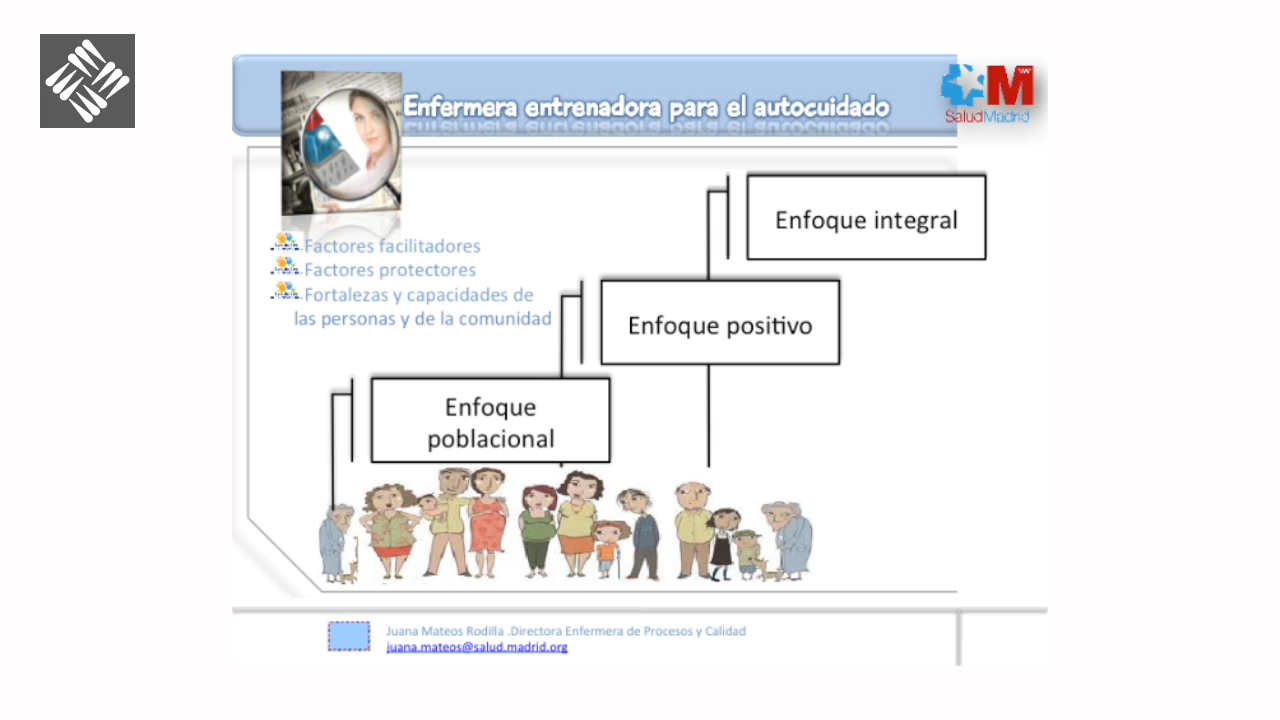 Enfermera entrenadora para el autocuidado
SaludMadrid
Enfoque integral
Factores facilitadores
Factores protectores
Fortalezas y capacidades de
las personas y de la comunidad
Enfoque positivo
Enfoque
poblacional
Juana Mateos Rodilla .Directora Enfermera de Procesos y Calidad
juana.mateos@salud.madrid.org